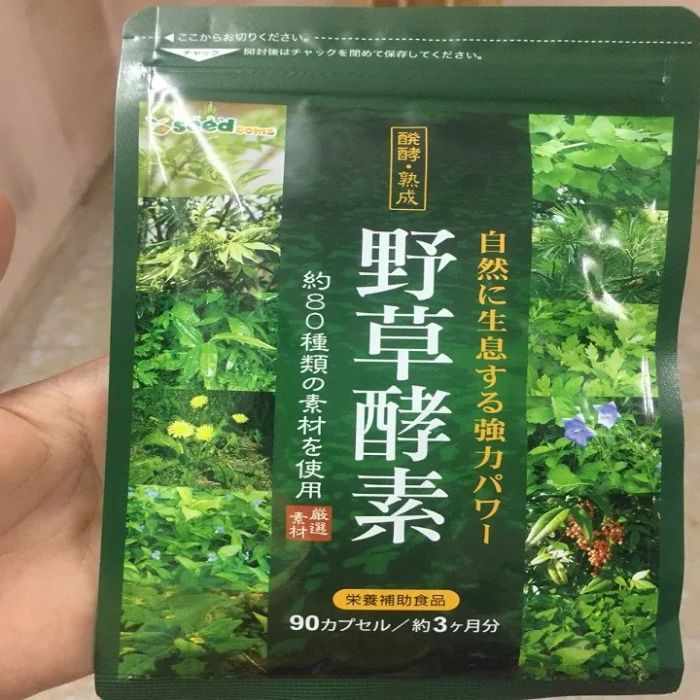 ここからお切りください。
チャック 開封後はチャックを閉めて保存してください。
seedcoms
醗酵・熟成
自然に生息する強力パワー
野草酵素
約80種類の素材を使用
厳選
素材
栄養補助食品
90カプセル/約3ヶ月分